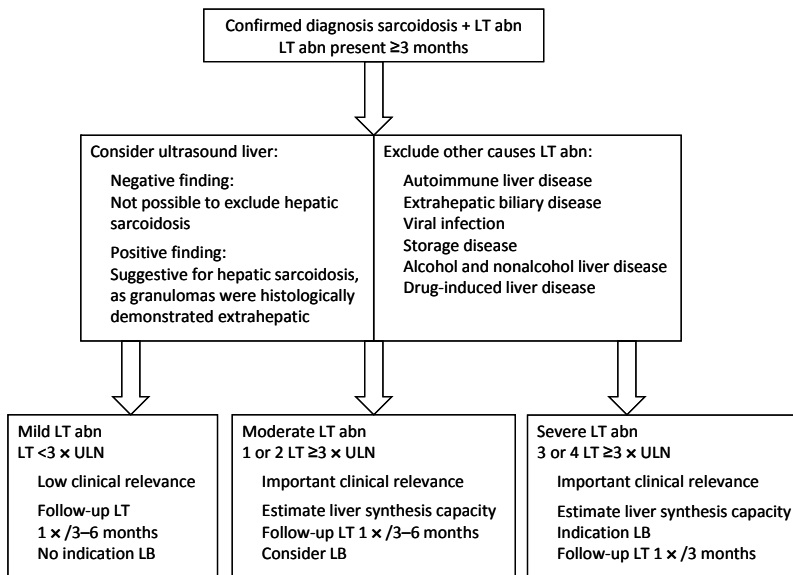 Confirmed diagnosis sarcoidosis + LT abn
LT abn present ≥3 months
Consider ultrasound liver:
Negative finding:
Not possible to exclude hepatic
sarcoidosis
Positive finding:
Suggestive for hepatic sarcoidosis,
as granulomas were histologically
demonstrated extrahepatic
Exclude other causes LT abn:
Autoimmune liver disease
Extrahepatic biliary disease
Viral infection
Storage disease
Alcohol and nonalcohol liver disease
Drug-induced liver disease
Mild LT abn
LT <3 × ULN
Low clinical relevance
Follow-up LT
1 × /3–6 months
No indication LB
Moderate LT abn
1 or 2 LT ≥3 × ULN
Important clinical relevance
Estimate liver synthesis capacity
Follow-up LT 1 × /3–6 months
Consider LB
Severe LT abn
3 or 4 LT ≥3 × ULN
Important clinical relevance
Estimate liver synthesis capacity
Indication LB
Follow-up LT 1 × /3 months